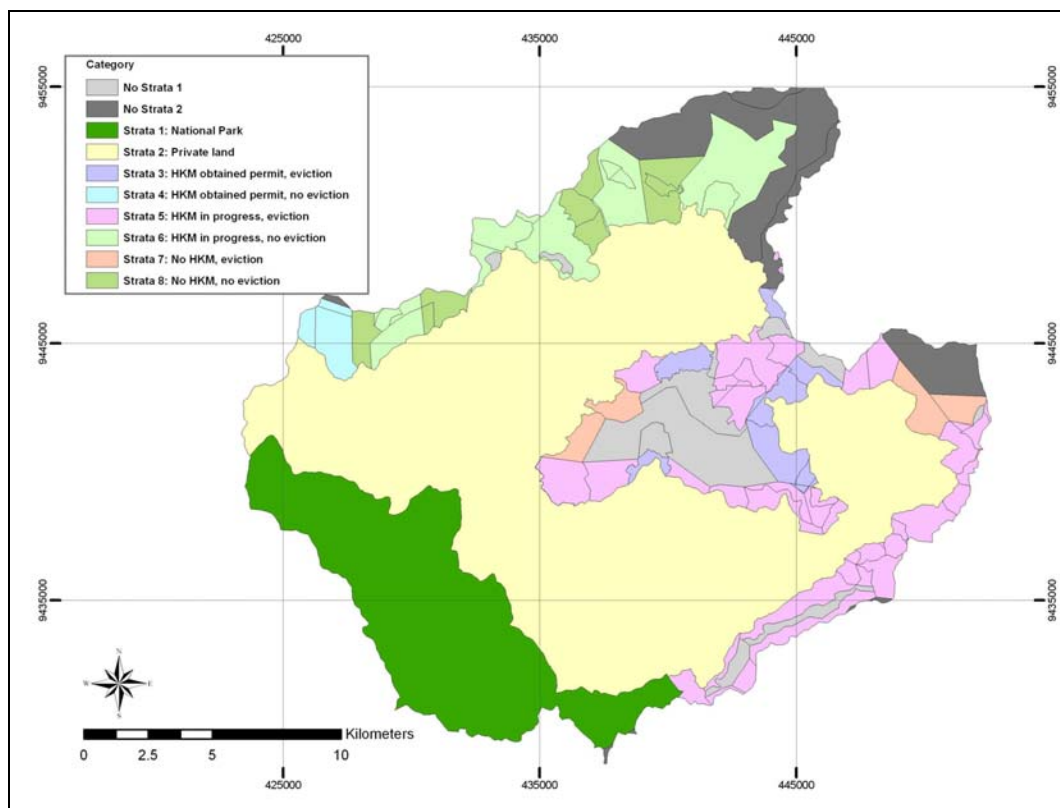 425000 435000 445000
9455000 9455000
Category
No Strata 1
No Strata 2
Strata 1: National Park
Strata 2: Private land
Strata 3: HKM obtained permit, eviction
Strata 4: HKM obtained permit, no eviction
Strata 5: HKM in progress, eviction
Strata 6: HKM in progress, no eviction
Strata 7: No HKM, eviction
Strata 8: No HKM, no eviction
9445000 9445000
9435000 9435000
N
W E
S
Kilometers
0 2.5 5 10
425000 435000 445000